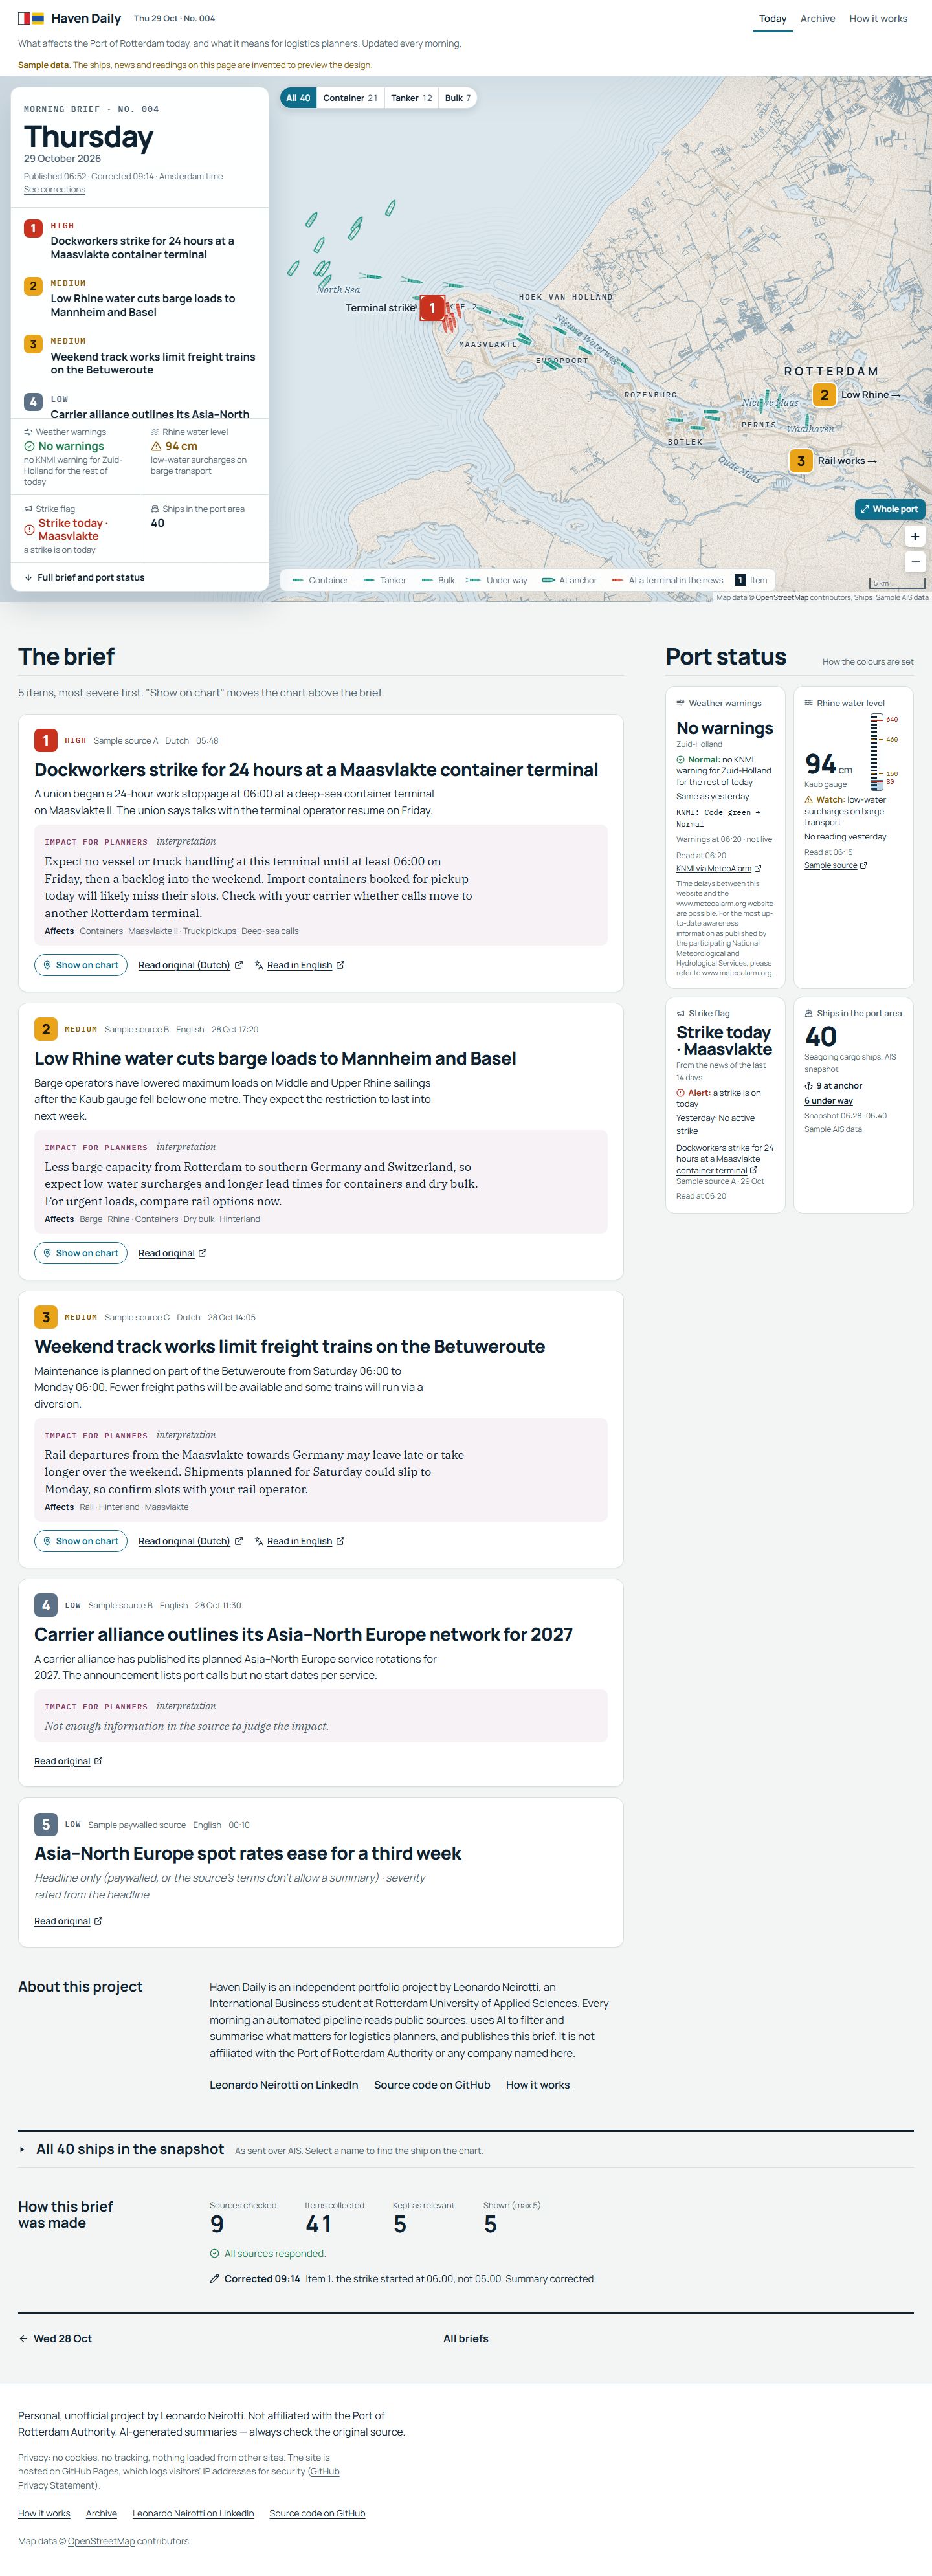 Haven Daily
Thu 29 Oct · No. 004
Today
Archive
How it works
What affects the Port of Rotterdam today, and what it means for logistics planners. Updated every morning.
Sample data. The ships, news and readings on this page are invented to preview the design.
MORNING BRIEF · NO. 004
Thursday
29 October 2026
Published 06:52 · Corrected 09:14 · Amsterdam time
See corrections
1 HIGH
Dockworkers strike for 24 hours at a
Maasvlakte container terminal
2 MEDIUM
Low Rhine water cuts barge loads to
Mannheim and Basel
3 MEDIUM
Weekend track works limit freight trains
on the Betuweroute
4 LOW
Carrier alliance outlines its Asia–North
Weather warnings
No warnings
no KNMI warning for Zuid-
Holland for the rest of
today
Rhine water level
94 cm
low-water surcharges on
barge transport
Strike flag
Strike today ·
Maasvlakte
a strike is on today
Ships in the port area
40
Full brief and port status
All 40
Container 21
Tanker 12
Bulk 7
North Sea
Terminal strike
1
HOEK VAN HOLLAND
Nieuwe Waterweg
MAASVLAKTE
EUROPOORT
ROZENBURG
ROTTERDAM
2
Low Rhine →
Nieuwe Maas
PERNIS
Waalhaven
BOTLEK
Oude Maas
3
Rail works →
Whole port
+
−
5 km
Container
Tanker
Bulk
Under way
At anchor
At a terminal in the news
1 Item
Map data © OpenStreetMap contributors, Ships: Sample AIS data
The brief
5 items, most severe first. "Show on chart" moves the chart above the brief.
1 HIGH Sample source A Dutch 05:48
Dockworkers strike for 24 hours at a Maasvlakte container terminal
A union began a 24-hour work stoppage at 06:00 at a deep-sea container terminal
on Maasvlakte II. The union says talks with the terminal operator resume on Friday.
IMPACT FOR PLANNERS interpretation
Expect no vessel or truck handling at this terminal until at least 06:00 on
Friday, then a backlog into the weekend. Import containers booked for pickup
today will likely miss their slots. Check with your carrier whether calls move to
another Rotterdam terminal.
Affects Containers · Maasvlakte II · Truck pickups · Deep-sea calls
Show on chart
Read original (Dutch)
Read in English
2 MEDIUM Sample source B English 28 Oct 17:20
Low Rhine water cuts barge loads to Mannheim and Basel
Barge operators have lowered maximum loads on Middle and Upper Rhine sailings
after the Kaub gauge fell below one metre. They expect the restriction to last into
next week.
IMPACT FOR PLANNERS interpretation
Less barge capacity from Rotterdam to southern Germany and Switzerland, so
expect low-water surcharges and longer lead times for containers and dry bulk.
For urgent loads, compare rail options now.
Affects Barge · Rhine · Containers · Dry bulk · Hinterland
Show on chart
Read original
3 MEDIUM Sample source C Dutch 28 Oct 14:05
Weekend track works limit freight trains on the Betuweroute
Maintenance is planned on part of the Betuweroute from Saturday 06:00 to
Monday 06:00. Fewer freight paths will be available and some trains will run via a
diversion.
IMPACT FOR PLANNERS interpretation
Rail departures from the Maasvlakte towards Germany may leave late or take
longer over the weekend. Shipments planned for Saturday could slip to
Monday, so confirm slots with your rail operator.
Affects Rail · Hinterland · Maasvlakte
Show on chart
Read original (Dutch)
Read in English
4 LOW Sample source B English 28 Oct 11:30
Carrier alliance outlines its Asia–North Europe network for 2027
A carrier alliance has published its planned Asia–North Europe service rotations for
2027. The announcement lists port calls but no start dates per service.
IMPACT FOR PLANNERS interpretation
Not enough information in the source to judge the impact.
Read original
5 LOW Sample paywalled source English 00:10
Asia–North Europe spot rates ease for a third week
Headline only (paywalled, or the source's terms don't allow a summary) · severity
rated from the headline
Read original
Port status
How the colours are set
Weather warnings
No warnings
Zuid-Holland
Normal: no KNMI
warning for Zuid-Holland
for the rest of today
Same as yesterday
KNMI: Code green →
Normal
Warnings at 06:20 · not live
Read at 06:20
KNMI via MeteoAlarm
Time delays between this
website and the
www.meteoalarm.org website
are possible. For the most up-
to-date awareness
information as published by
the participating National
Meteorological and
Hydrological Services, please
refer to www.meteoalarm.org.
Rhine water level
640
460
150
80
94 cm
Kaub gauge
Watch: low-water
surcharges on barge
transport
No reading yesterday
Read at 06:15
Sample source
Strike flag
Strike today
· Maasvlakte
From the news of the last
14 days
Alert: a strike is on
today
Yesterday: No active
strike
Dockworkers strike for 24
hours at a Maasvlakte
container terminal
Sample source A · 29 Oct
Read at 06:20
Ships in the port area
40
Seagoing cargo ships, AIS
snapshot
9 at anchor
6 under way
Snapshot 06:28–06:40
Sample AIS data
About this project
Haven Daily is an independent portfolio project by Leonardo Neirotti, an
International Business student at Rotterdam University of Applied Sciences. Every
morning an automated pipeline reads public sources, uses AI to filter and
summarise what matters for logistics planners, and publishes this brief. It is not
affiliated with the Port of Rotterdam Authority or any company named here.
Leonardo Neirotti on LinkedIn
Source code on GitHub
How it works
All 40 ships in the snapshot
As sent over AIS. Select a name to find the ship on the chart.
How this brief
was made
Sources checked
9
Items collected
41
Kept as relevant
5
Shown (max 5)
5
All sources responded.
Corrected 09:14 Item 1: the strike started at 06:00, not 05:00. Summary corrected.
Wed 28 Oct
All briefs
Personal, unofficial project by Leonardo Neirotti. Not affiliated with the Port of
Rotterdam Authority. AI-generated summaries — always check the original source.
Privacy: no cookies, no tracking, nothing loaded from other sites. The site is
hosted on GitHub Pages, which logs visitors' IP addresses for security (GitHub
Privacy Statement).
How it works
Archive
Leonardo Neirotti on LinkedIn
Source code on GitHub
Map data © OpenStreetMap contributors.